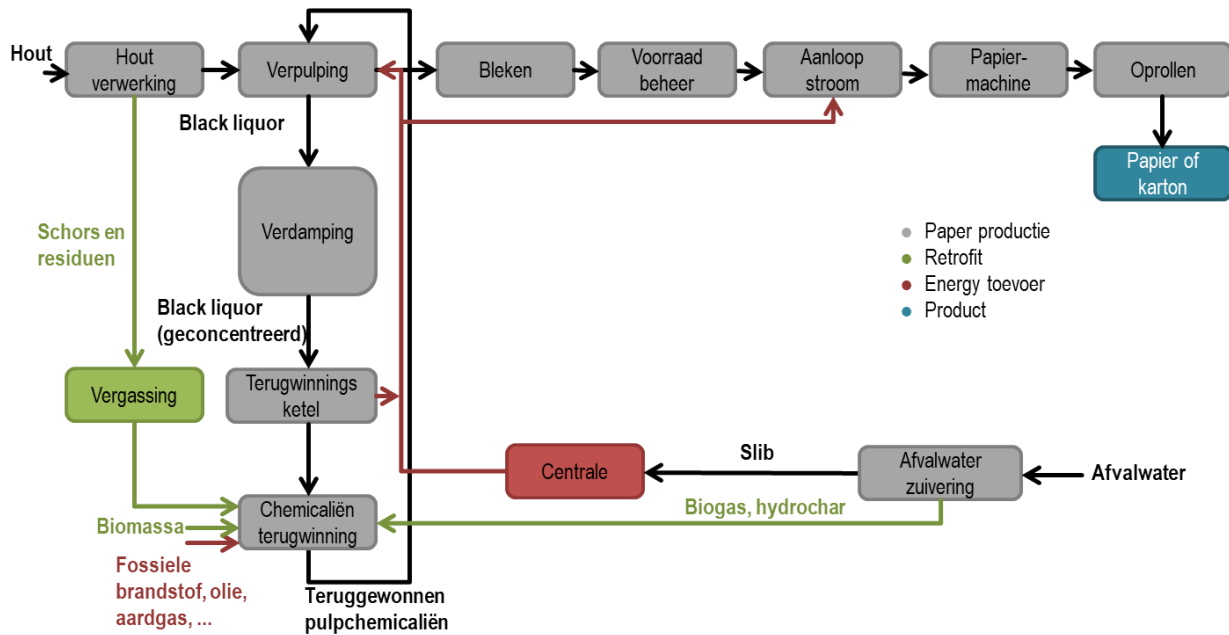 Hout
Hout
verwerking
Verpulping
Bleken
Voorraad
beheer
Aanloop
stroom
Papier-
machine
Oprollen
Black liquor
Papier of
karton
Verdamping
Schors en
residuen
Paper productie
Retrofit
Energy toevoer
Product
Black liquor
(geconcentreerd)
Vergassing
Terugwinnings
ketel
Centrale
Slib
Afvalwater
zuivering
Afvalwater
Biogas, hydrochar
Biomassa
Chemicaliën
terugwinning
Fossiele
brandstof, olie,
aardgas, ...
Teruggewonnen
pulpchemicaliën